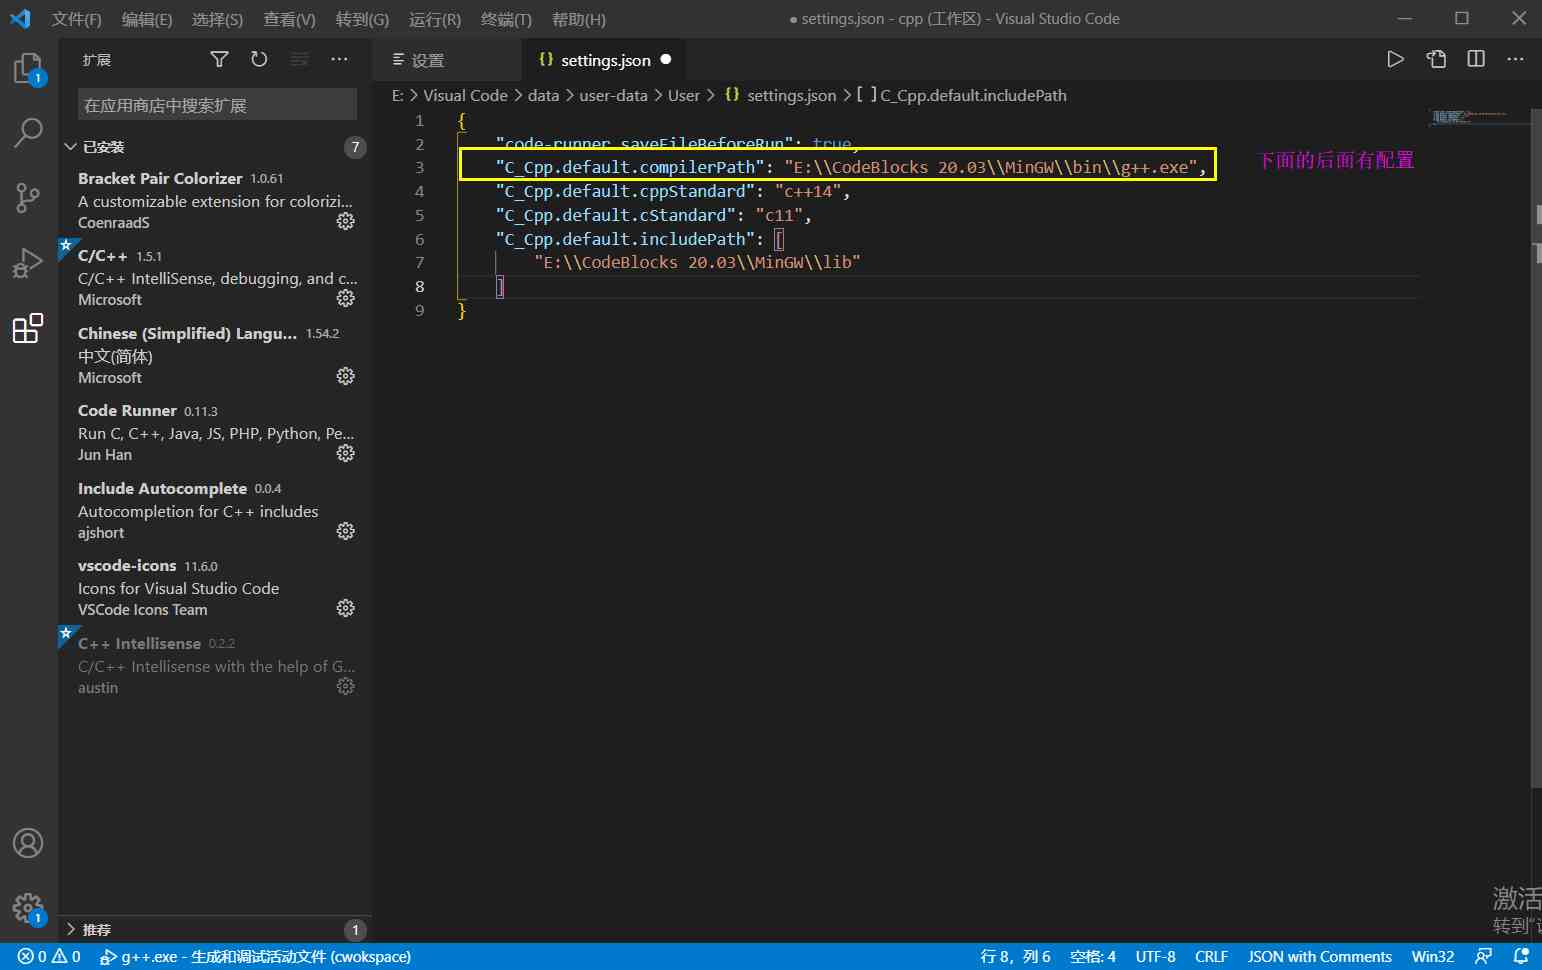 文件(F) 编辑(E) 选择(S) 查看(V) 转到(G) 运行(R) 终端(T) 帮助(H) ● settings.json - cpp (工作区) - Visual Studio Code
扩展
在应用商店中搜索扩展
已安装 7
Bracket Pair Colorizer 1.0.61
A customizable extension for colorizi...
CoenraadS
C/C++ 1.5.1
C/C++ IntelliSense, debugging, and c...
Microsoft
Chinese (Simplified) Langu... 1.54.2
中文(简体)
Microsoft
Code Runner 0.11.3
Run C, C++, Java, JS, PHP, Python, Pe...
Jun Han
Include Autocomplete 0.0.4
Autocompletion for C++ includes
ajshort
vscode-icons 11.6.0
Icons for Visual Studio Code
VSCode Icons Team
C++ Intellisense 0.2.2
C/C++ Intellisense with the help of G...
austin
推荐 1
1
1
设置 {} settings.json ●
E: > Visual Code > data > user-data > User > {} settings.json > [ ] C_Cpp.default.includePath
1 {
2 "code-runner.saveFileBeforeRun": true,
3 "C_Cpp.default.compilerPath": "E:\\CodeBlocks 20.03\\MinGW\\bin\\g++.exe",
4 "C_Cpp.default.cppStandard": "c++14",
5 "C_Cpp.default.cStandard": "c11",
6 "C_Cpp.default.includePath": [
7 "E:\\CodeBlocks 20.03\\MinGW\\lib"
8 ]
9 }
下面的后面有配置
激活
转到"
0 0 g++.exe - 生成和调试活动文件 (cwokspace) 行 8，列 6 空格: 4 UTF-8 CRLF JSON with Comments Win32